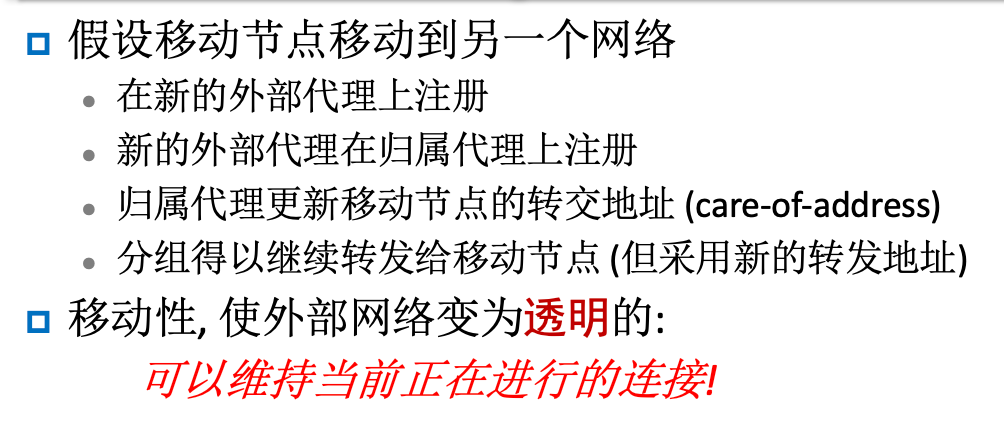 假设移动节点移动到另一个网络
在新的外部代理上注册
新的外部代理在归属代理上注册
归属代理更新移动节点的转交地址 (care-of-address)
分组得以继续转发给移动节点 (但采用新的转发地址)
移动性, 使外部网络变为透明的:
可以维持当前正在进行的连接!